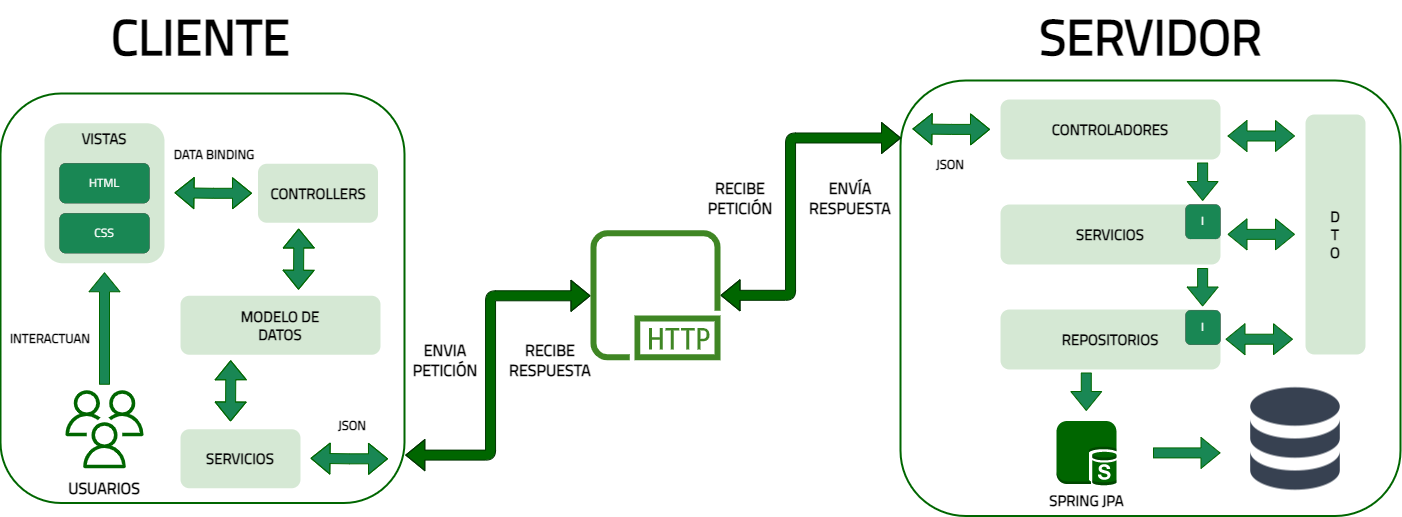 CLIENTE
SERVIDOR
VISTAS
HTML
CSS
DATA BINDING
CONTROLLERS
MODELO DE
DATOS
INTERACTUAN
USUARIOS
SERVICIOS
JSON
ENVIA
PETICIÓN
RECIBE
RESPUESTA
HTTP
RECIBE
PETICIÓN
ENVÍA
RESPUESTA
JSON
CONTROLADORES
SERVICIOS
I
REPOSITORIOS
I
D
T
O
S
SPRING JPA